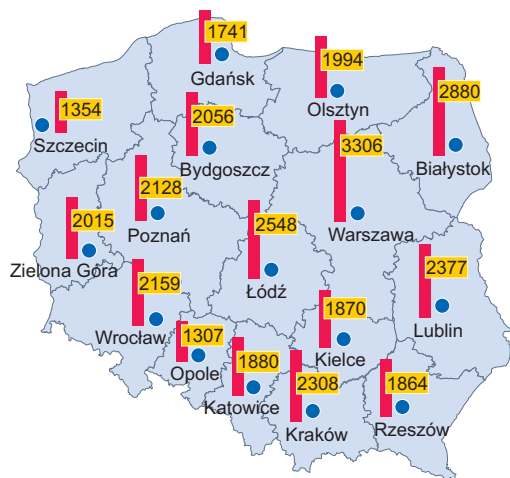 1741
Gdańsk
1994
Olsztyn
2880
Białystok
1354
Szczecin
2056
Bydgoszcz
3306
Warszawa
2128
Poznań
2015
Zielona Góra
2548
Łódź
2377
Lublin
2159
Wrocław
1870
Kielce
1307
Opole
1880
Katowice
2308
Kraków
1864
Rzeszów